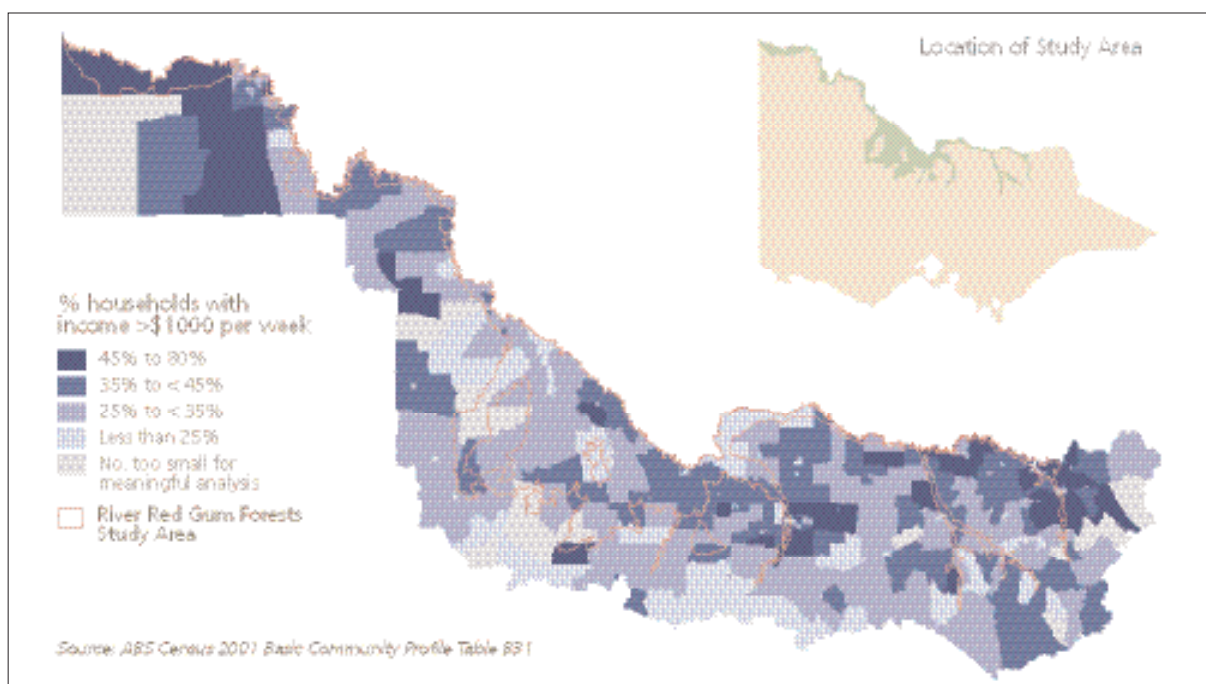 Location of Study Area
% households with
income >$1000 per week
45% to 80%
35% to < 45%
25% to < 35%
Less than 25%
No. too small for
meaningful analysis
River Red Gum Forests
Study Area
Source: ABS Census 2001 Basic Community Profile Table B31